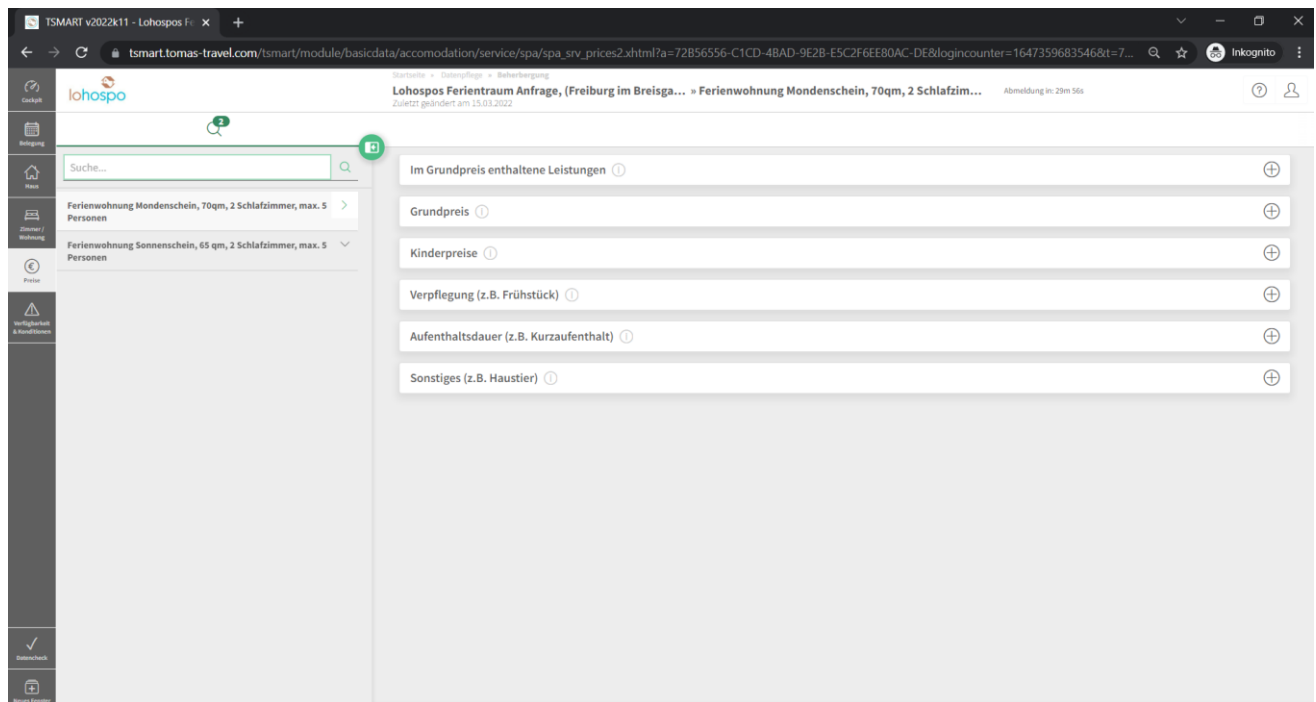 TSMART v2022k11 - Lohospos Fe
tsmart.tomas-travel.com/tsmart/module/basicdata/accomodation/service/spa/spa_srv_prices2.xhtml?a=72B56556-C1CD-4BAD-9E2B-E5C2F6EE80AC-DE&logincounter=1647359683546&t=7...
Inkognito
Cockpit
lohospo
Startseite » Datenpflege » Beherbergung
Lohospos Ferientraum Anfrage, (Freiburg im Breisga... » Ferienwohnung Mondenschein, 70qm, 2 Schlafzim...
Abmeldung in: 29m 56s
Zuletzt geändert am 15.03.2022
2
Belegung
Suche...
Haus
Ferienwohnung Mondenschein, 70qm, 2 Schlafzimmer, max. 5
Personen
Zimmer /
Wohnung
Ferienwohnung Sonnenschein, 65 qm, 2 Schlafzimmer, max. 5
Personen
Preise
Verfügbarkeit
& Konditionen
Im Grundpreis enthaltene Leistungen
Grundpreis
Kinderpreise
Verpflegung (z.B. Frühstück)
Aufenthaltsdauer (z.B. Kurzaufenthalt)
Sonstiges (z.B. Haustier)
Datencheck